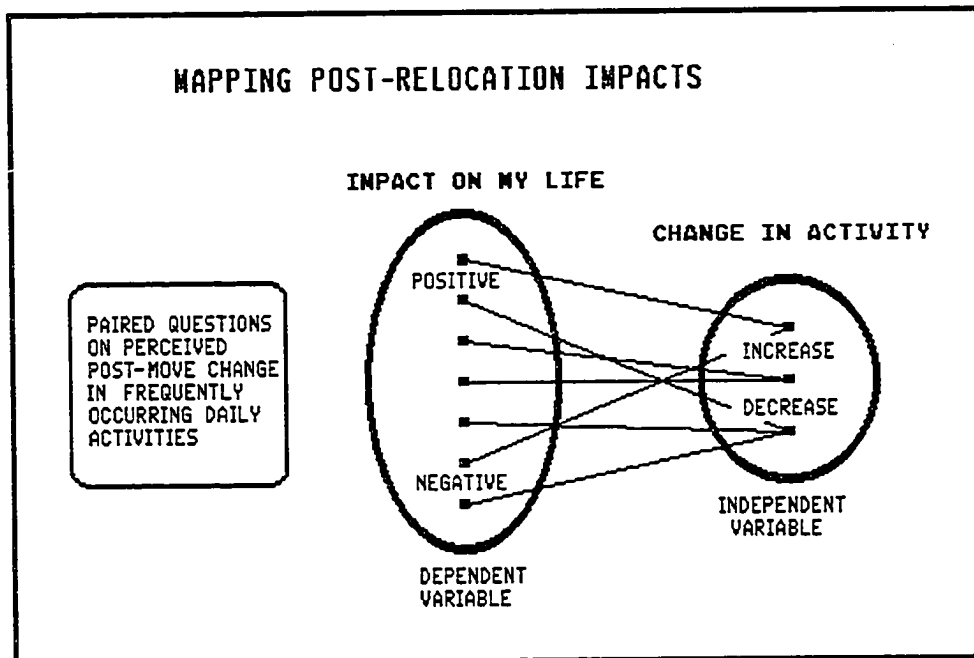 MAPPING POST-RELOCATION IMPACTS
IMPACT ON MY LIFE
CHANGE IN ACTIVITY
POSITIVE
PAIRED QUESTIONS
ON PERCEIVED
POST-MOVE CHANGE
IN FREQUENTLY
OCCURRING DAILY
ACTIVITIES
INCREASE
DECREASE
NEGATIVE
INDEPENDENT
VARIABLE
DEPENDENT
VARIABLE